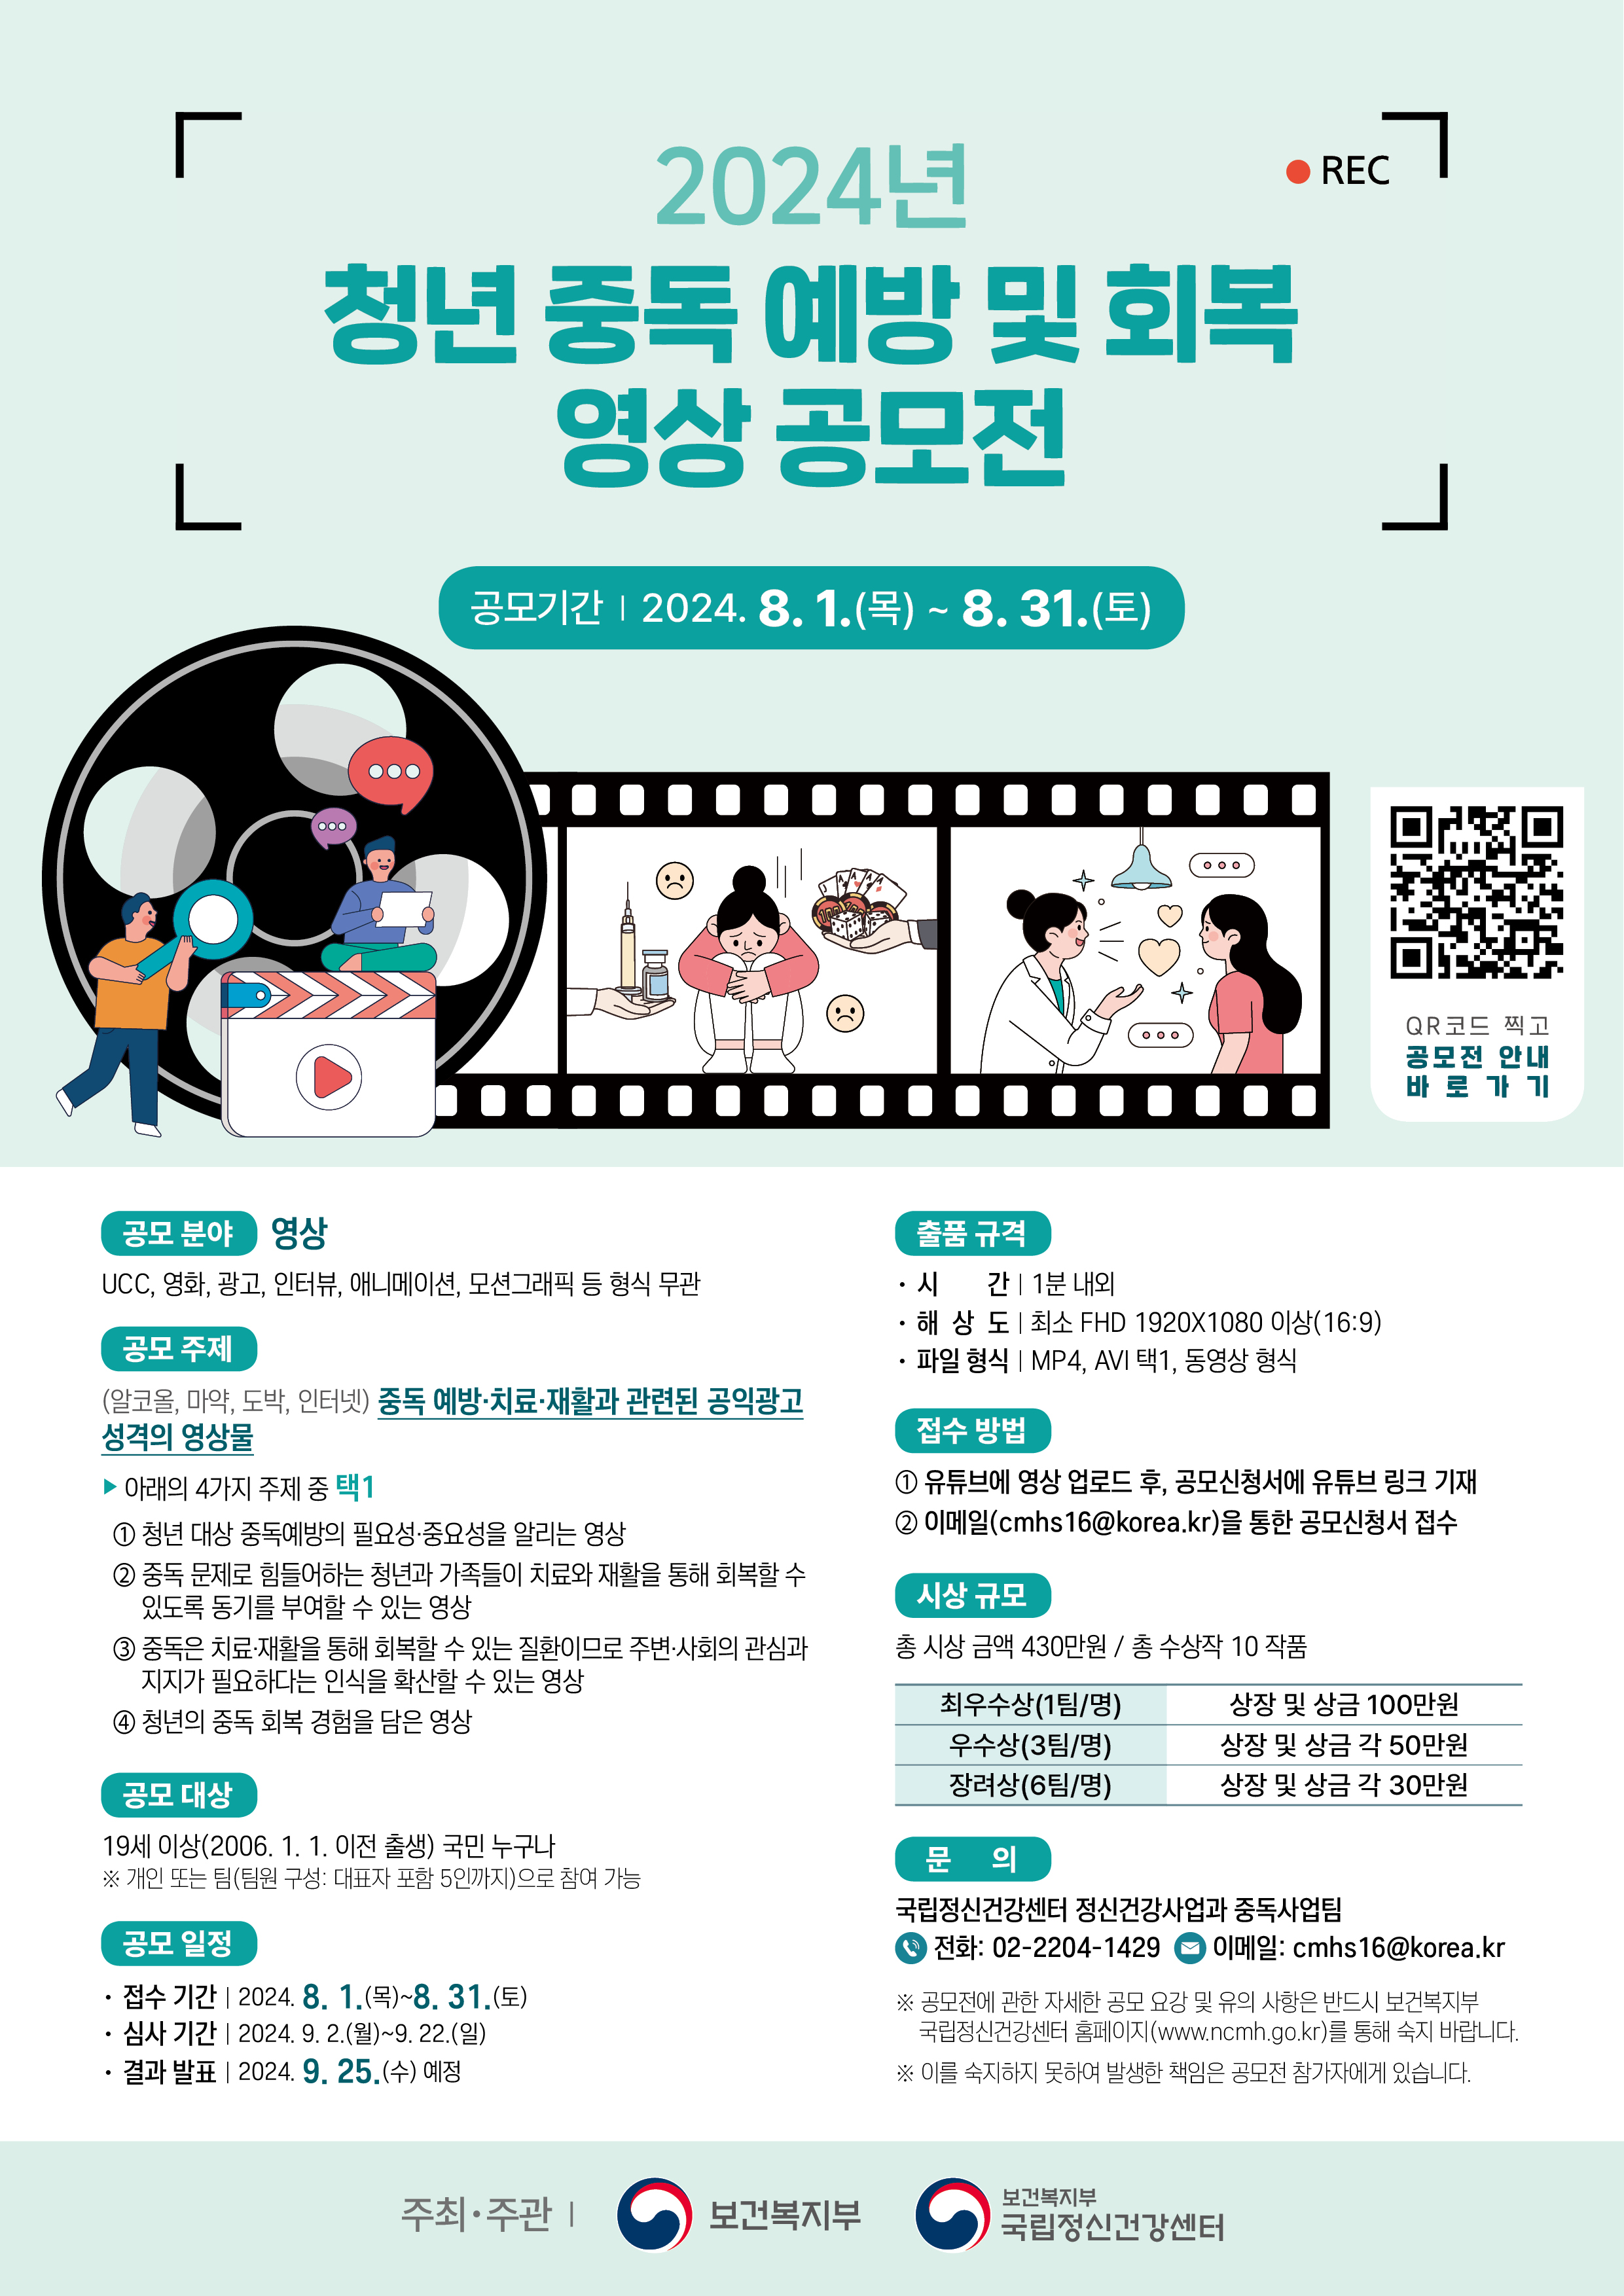 2024년
REC
청년 중독 예방 및 회복
영상 공모전
공모기간 | 2024. 8. 1.(목) ~ 8. 31.(토)
QR코드 찍고
공모전 안내
바로가기
공모 분야 영상
UCC, 영화, 광고, 인터뷰, 애니메이션, 모션그래픽 등 형식 무관
공모 주제
(알코올, 마약, 도박, 인터넷) 중독 예방·치료·재활과 관련된 공익광고
성격의 영상물
▶ 아래의 4가지 주제 중 택1
① 청년 대상 중독예방의 필요성·중요성을 알리는 영상
② 중독 문제로 힘들어하는 청년과 가족들이 치료와 재활을 통해 회복할 수
있도록 동기를 부여할 수 있는 영상
③ 중독은 치료·재활을 통해 회복할 수 있는 질환이므로 주변·사회의 관심과
지지가 필요하다는 인식을 확산할 수 있는 영상
④ 청년의 중독 회복 경험을 담은 영상
공모 대상
19세 이상(2006. 1. 1. 이전 출생) 국민 누구나
※ 개인 또는 팀(팀원 구성: 대표자 포함 5인까지)으로 참여 가능
공모 일정
· 접수 기간 | 2024. 8. 1.(목)~8. 31.(토)
· 심사 기간 | 2024. 9. 2.(월)~9. 22.(일)
· 결과 발표 | 2024. 9. 25.(수) 예정
출품 규격
· 시 간 | 1분 내외
· 해 상 도 | 최소 FHD 1920X1080 이상(16:9)
· 파일 형식 | MP4, AVI 택1, 동영상 형식
접수 방법
① 유튜브에 영상 업로드 후, 공모신청서에 유튜브 링크 기재
② 이메일(cmhs16@korea.kr)을 통한 공모신청서 접수
시상 규모
총 시상 금액 430만원 / 총 수상작 10 작품
최우수상(1팀/명) 상장 및 상금 100만원
우수상(3팀/명) 상장 및 상금 각 50만원
장려상(6팀/명) 상장 및 상금 각 30만원
문 의
국립정신건강센터 정신건강사업과 중독사업팀
전화: 02-2204-1429 이메일: cmhs16@korea.kr
※ 공모전에 관한 자세한 공모 요강 및 유의 사항은 반드시 보건복지부
국립정신건강센터 홈페이지(www.ncmh.go.kr)를 통해 숙지 바랍니다.
※ 이를 숙지하지 못하여 발생한 책임은 공모전 참가자에게 있습니다.
주최·주관 | 보건복지부
보건복지부
국립정신건강센터